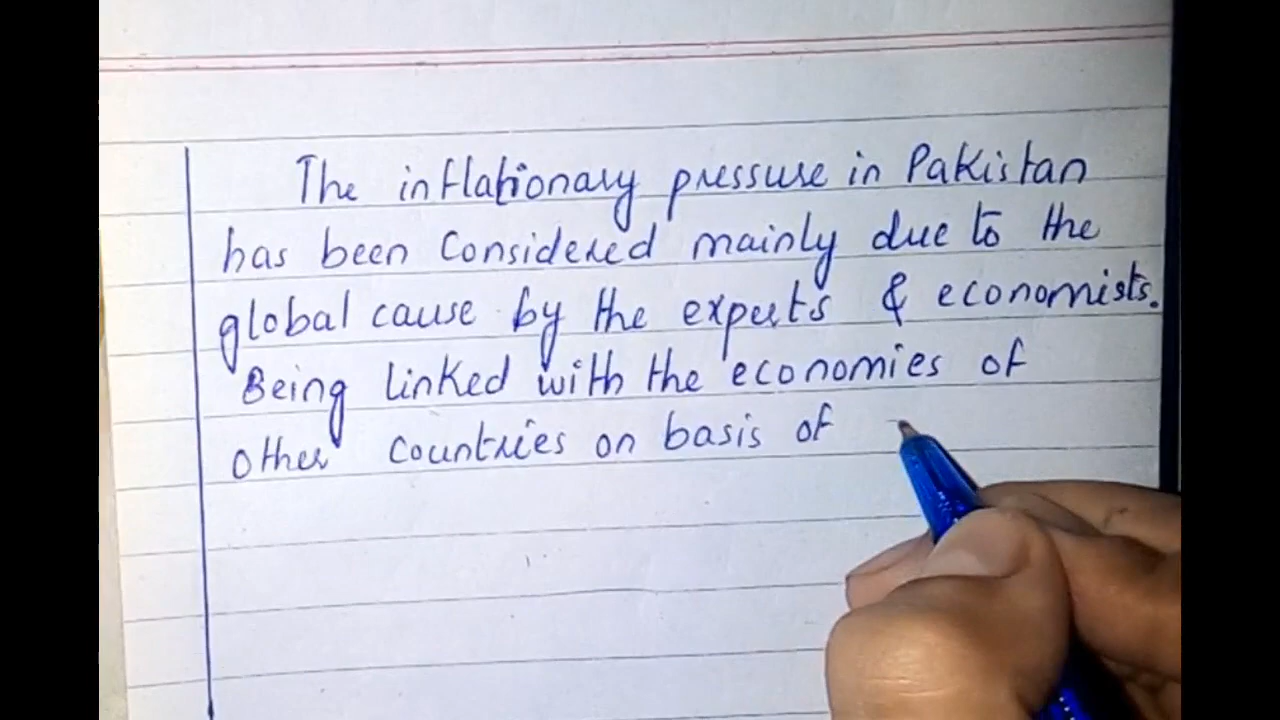 The inflationary pressure in Pakistan
has been Considered mainly due to the
global cause by the experts & economists.
Being linked with the economies of
other countries on basis of